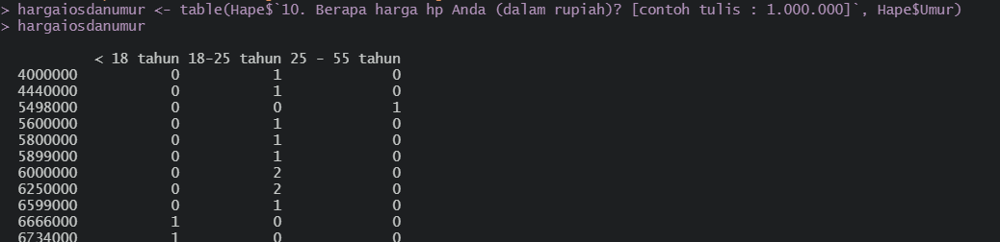 > hargaiosdanumur <- table(Hape$`10. Berapa harga hp Anda (dalam rupiah)? [contoh tulis : 1.000.000]`, Hape$Umur)
> hargaiosdanumur
< 18 tahun 18-25 tahun 25 - 55 tahun
4000000 0 1 0
4440000 0 1 0
5498000 0 0 1
5600000 0 1 0
5800000 0 1 0
5899000 0 1 0
6000000 0 2 0
6250000 0 2 0
6599000 0 1 0
6666000 1 0 0
6734000 1 0 0